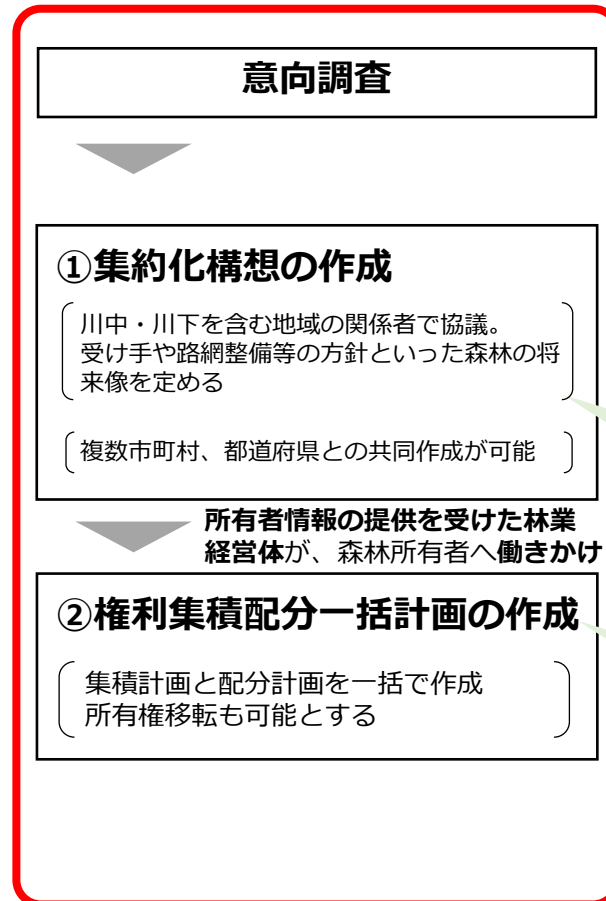 意向調査
①集約化構想の作成
川中・川下を含む地域の関係者で協議。
受け手や路網整備等の方針といった森林の将
来像を定める
複数市町村、都道府県との共同作成が可能
所有者情報の提供を受けた林業
経営体が、森林所有者へ働きかけ
②権利集積配分一括計画の作成
集積計画と配分計画を一括で作成
所有権移転も可能とする